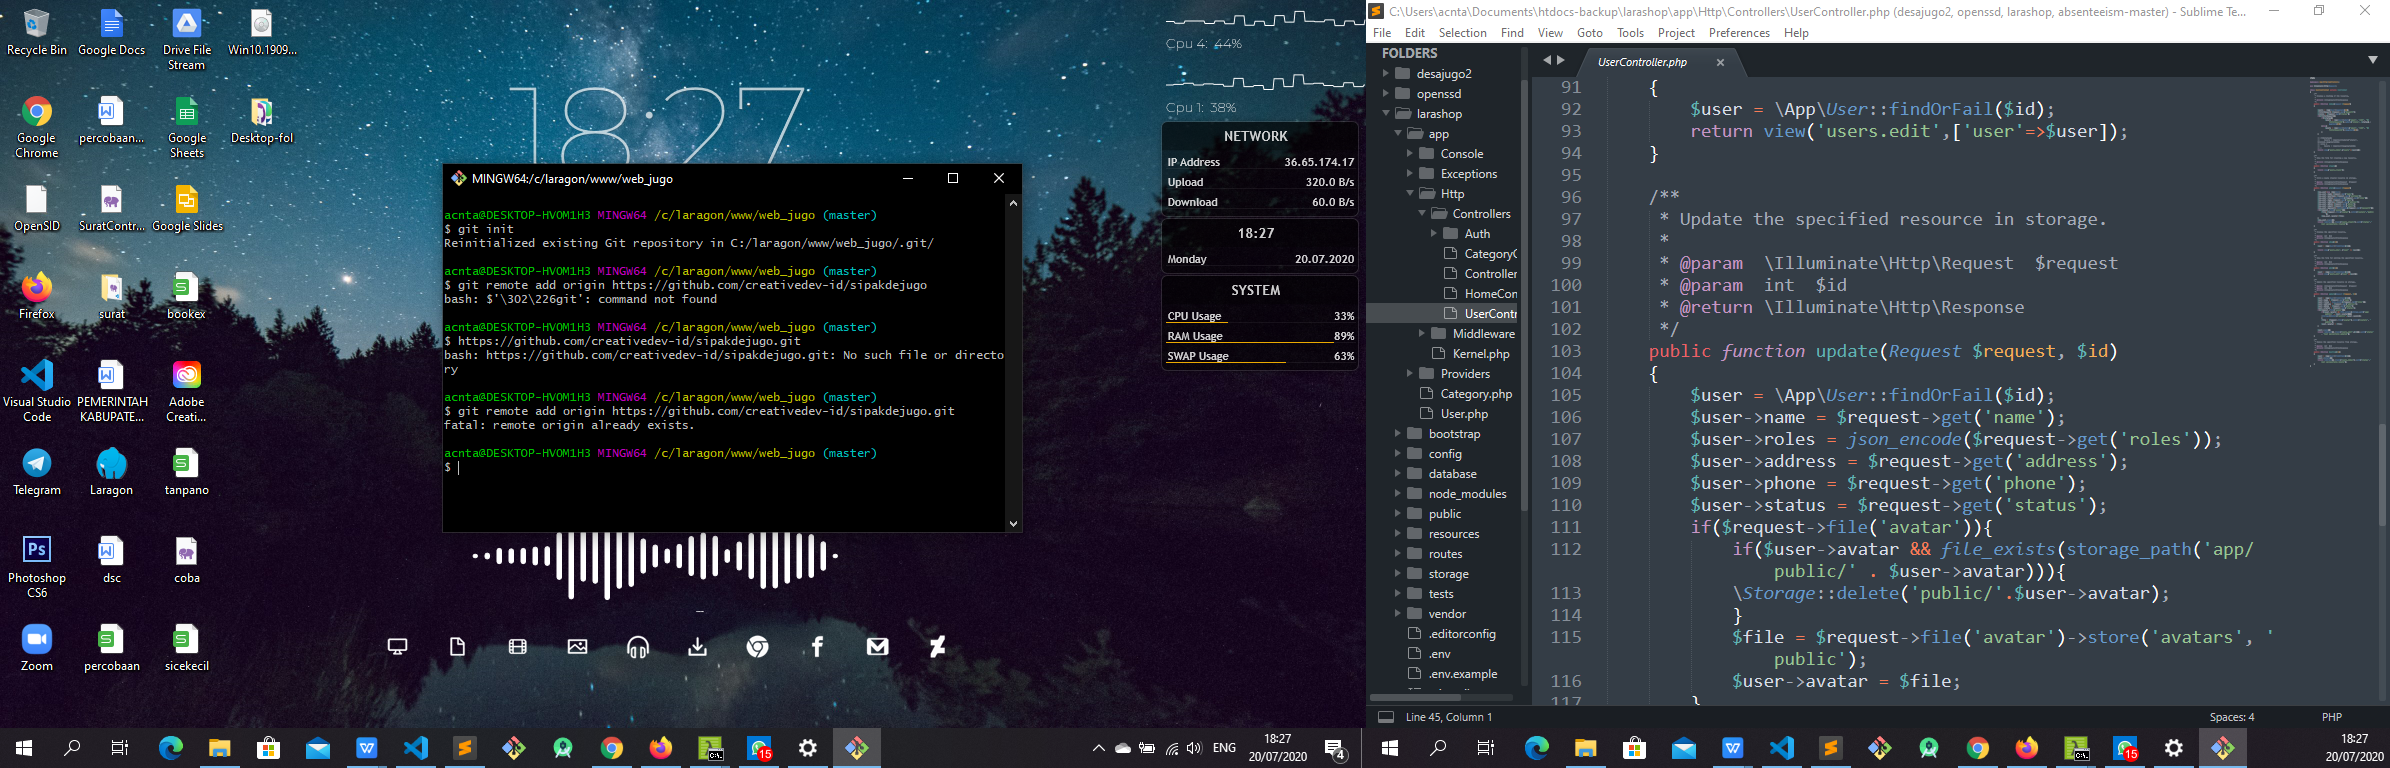 Recycle Bin
Google Docs
Drive File Stream
Win10.1909...
Google Chrome
percobaan...
Google Sheets
Desktop-fol
OpenSID
SuratContr...
Google Slides
Firefox
surat
bookex
Visual Studio Code
PEMERINTAH KABUPATE...
Adobe Creati...
Telegram
Laragon
tanpano
Photoshop CS6
dsc
coba
Zoom
percobaan
sicekecil
18:27
Cpu 4: 44%
Cpu 1: 38%
NETWORK
IP Address 36.65.174.17
Upload 320.0 B/s
Download 60.0 B/s
18:27
Monday 20.07.2020
SYSTEM
CPU Usage 33%
RAM Usage 89%
SWAP Usage 63%
MINGW64:/c/laragon/www/web_jugo
acnta@DESKTOP-HVOM1H3 MINGW64 /c/laragon/www/web_jugo (master)
$ git init
Reinitialized existing Git repository in C:/laragon/www/web_jugo/.git/
acnta@DESKTOP-HVOM1H3 MINGW64 /c/laragon/www/web_jugo (master)
$ git remote add origin https://github.com/creativedev-id/sipakdejugo
bash: $'\302\226git': command not found
acnta@DESKTOP-HVOM1H3 MINGW64 /c/laragon/www/web_jugo (master)
$ https://github.com/creativedev-id/sipakdejugo.git
bash: https://github.com/creativedev-id/sipakdejugo.git: No such file or directo
ry
acnta@DESKTOP-HVOM1H3 MINGW64 /c/laragon/www/web_jugo (master)
$ git remote add origin https://github.com/creativedev-id/sipakdejugo.git
fatal: remote origin already exists.
acnta@DESKTOP-HVOM1H3 MINGW64 /c/laragon/www/web_jugo (master)
$
15
ENG
18:27
20/07/2020
4
C:\Users\acnta\Documents\htdocs-backup\larashop\app\Http\Controllers\UserController.php (desajugo2, openssd, larashop, absenteeism-master) - Sublime Te...
File Edit Selection Find View Goto Tools Project Preferences Help
FOLDERS
desajugo2
openssd
larashop
app
Console
Exceptions
Http
Controllers
Auth
CategoryC
Controller
HomeCon
UserContr
Middleware
Kernel.php
Providers
Category.php
User.php
bootstrap
config
database
node_modules
public
resources
routes
storage
tests
vendor
.editorconfig
.env
.env.example
UserController.php
91 {
92 $user = \App\User::findOrFail($id);
93 return view('users.edit',['user'=>$user]);
94 }
95
96 /**
97 * Update the specified resource in storage.
98 *
99 * @param \Illuminate\Http\Request $request
100 * @param int $id
101 * @return \Illuminate\Http\Response
102 */
103 public function update(Request $request, $id)
104 {
105 $user = \App\User::findOrFail($id);
106 $user->name = $request->get('name');
107 $user->roles = json_encode($request->get('roles'));
108 $user->address = $request->get('address');
109 $user->phone = $request->get('phone');
110 $user->status = $request->get('status');
111 if($request->file('avatar')){
112 if($user->avatar && file_exists(storage_path('app/
public/' . $user->avatar))){
113 \Storage::delete('public/'.$user->avatar);
114 }
115 $file = $request->file('avatar')->store('avatars', '
public');
116 $user->avatar = $file;
117 }
Line 45, Column 1
Spaces: 4
PHP
15
18:27
20/07/2020